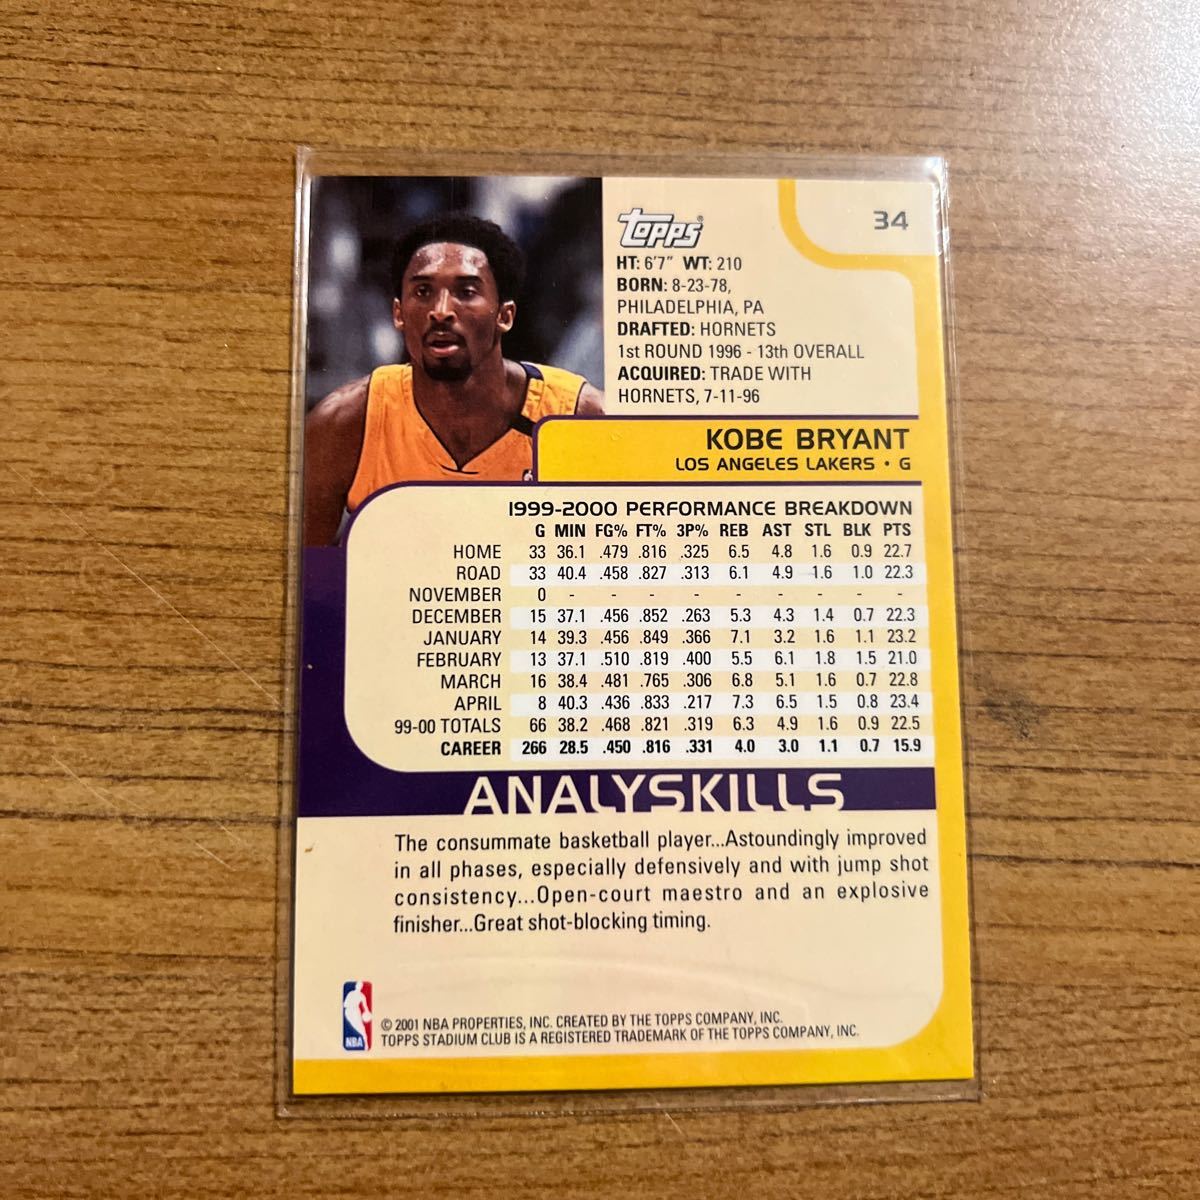 34
TOPPS®
HT: 6'7" WT: 210
BORN: 8-23-78,
PHILADELPHIA, PA
DRAFTED: HORNETS
1st ROUND 1996 - 13th OVERALL
ACQUIRED: TRADE WITH
HORNETS, 7-11-96
KOBE BRYANT
LOS ANGELES LAKERS • G
1999-2000 PERFORMANCE BREAKDOWN
G MIN FG% FT% 3P% REB AST STL BLK PTS
HOME 33 36.1 .479 .816 .325 6.5 4.8 1.6 0.9 22.7
ROAD 33 40.4 .458 .827 .313 6.1 4.9 1.6 1.0 22.3
NOVEMBER 0 - - - - - - - - -
DECEMBER 15 37.1 .456 .852 .263 5.3 4.3 1.4 0.7 22.3
JANUARY 14 39.3 .456 .849 .366 7.1 3.2 1.6 1.1 23.2
FEBRUARY 13 37.1 .510 .819 .400 5.5 6.1 1.8 1.5 21.0
MARCH 16 38.4 .481 .765 .306 6.8 5.1 1.6 0.7 22.8
APRIL 8 40.3 .436 .833 .217 7.3 6.5 1.5 0.8 23.4
99-00 TOTALS 66 38.2 .468 .821 .319 6.3 4.9 1.6 0.9 22.5
CAREER 266 28.5 .450 .816 .331 4.0 3.0 1.1 0.7 15.9
ANALYSKILLS
The consummate basketball player...Astoundingly improved
in all phases, especially defensively and with jump shot
consistency...Open-court maestro and an explosive
finisher...Great shot-blocking timing.
NBA
© 2001 NBA PROPERTIES, INC. CREATED BY THE TOPPS COMPANY, INC.
TOPPS STADIUM CLUB IS A REGISTERED TRADEMARK OF THE TOPPS COMPANY, INC.